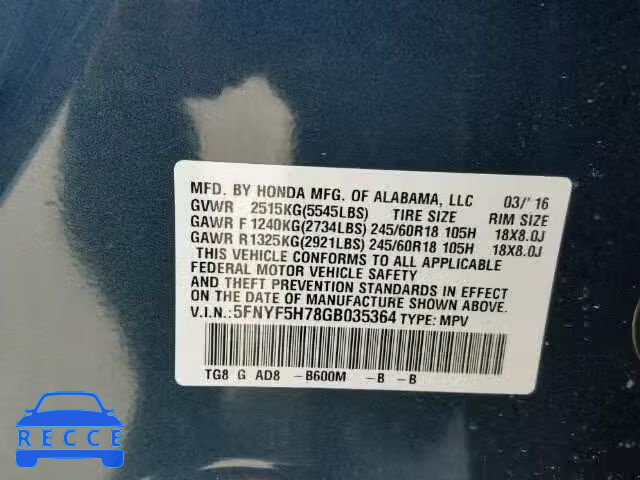 MFD. BY HONDA MFG. OF ALABAMA, LLC 03/'16
GVWR 2515KG(5545LBS) TIRE SIZE RIM SIZE
GAWR F 1240KG(2734LBS) 245/60R18 105H 18X8.0J
GAWR R1325KG(2921LBS) 245/60R18 105H 18X8.0J
THIS VEHICLE CONFORMS TO ALL APPLICABLE
FEDERAL MOTOR VEHICLE SAFETY
AND THEFT PREVENTION STANDARDS IN EFFECT
ON THE DATE OF MANUFACTURE SHOWN ABOVE.
V.I.N.: 5FNYF5H78GB035364 TYPE: MPV
TG8 G AD8 -B600M -B -B
RECCE